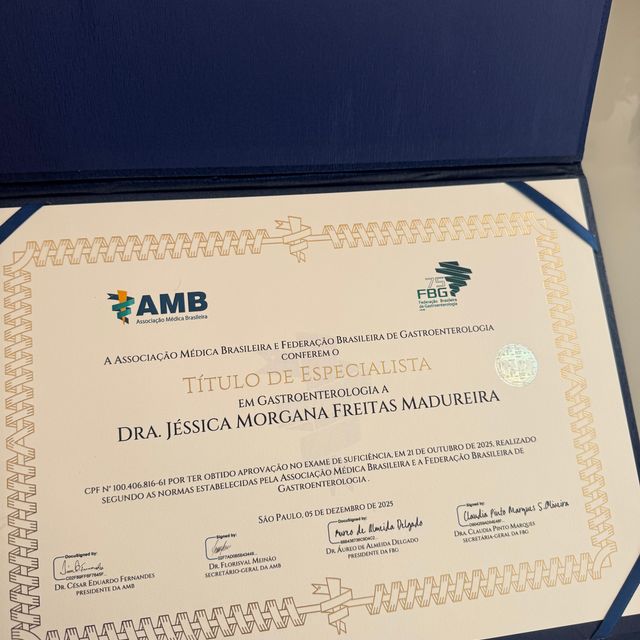 AMB
Associação Médica Brasileira
75
FBG
Federação Brasileira
de Gastroenterologia
A Associação Médica Brasileira e Federação Brasileira de Gastroenterologia
conferem o
Título de Especialista
em Gastroenterologia a
Dra. Jéssica Morgana Freitas Madureira
CPF Nº 100.406.816-61 por ter obtido aprovação no exame de suficiência, em 21 de outubro de 2025, realizado
segundo as normas estabelecidas pela Associação Médica Brasileira e a Federação Brasileira de
Gastroenterologia .
São Paulo, 05 de dezembro de 2025
DocuSigned by:
Dr. César Eduardo Fernandes
presidente da AMB
Signed by:
Dr. Florisval Meinão
secretário-geral da AMB
DocuSigned by:
Áureo de Almeida Delgado
Dr. Áureo de Almeida Delgado
presidente da FBG
Signed by:
Claudia Pinto Marques S. Oliveira
Dra. Claudia Pinto Marques
secretária-geral da FBG